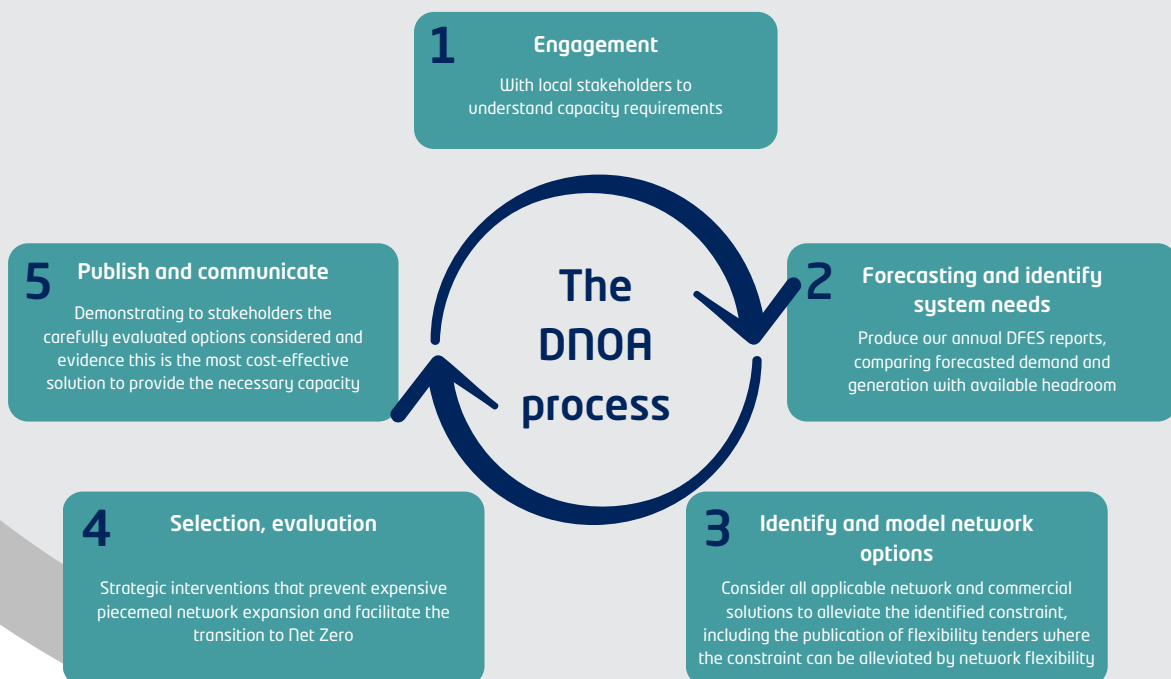 1
Engagement
With local stakeholders to
understand capacity requirements
The
DNOA
process
2
Forecasting and identify
system needs
Produce our annual DFES reports,
comparing forecasted demand and
generation with available headroom
3
Identify and model network
options
Consider all applicable network and commercial
solutions to alleviate the identified constraint,
including the publication of flexibility tenders where
the constraint can be alleviated by network flexibility
4
Selection, evaluation
Strategic interventions that prevent expensive
piecemeal network expansion and facilitate the
transition to Net Zero
5
Publish and communicate
Demonstrating to stakeholders the
carefully evaluated options considered and
evidence this is the most cost-effective
solution to provide the necessary capacity